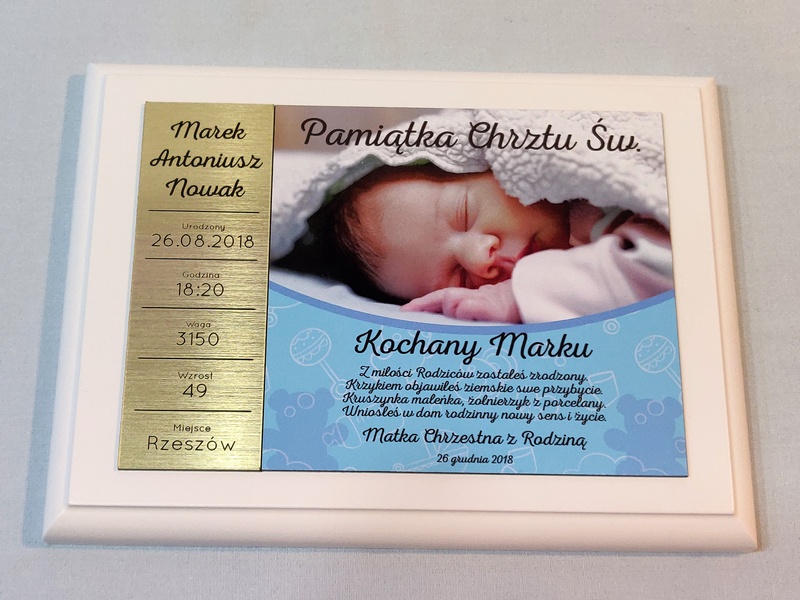 Marek
Antoniusz
Nowak
Urodzony
26.08.2018
Godzina
18:20
Waga
3150
Wzrost
49
Miejsce
Rzeszów
Pamiątka Chrztu Św.
Kochany Marku
Z miłości Rodziców zostałeś zrodzony.
Krzykiem objawiłeś ziemskie swe przybycie.
Kruszynka maleńka, żołnierzyk z porcelany.
Wniosłeś w dom rodzinny nowy sens i życie.
Matka Chrzestna z Rodziną
26 grudnia 2018